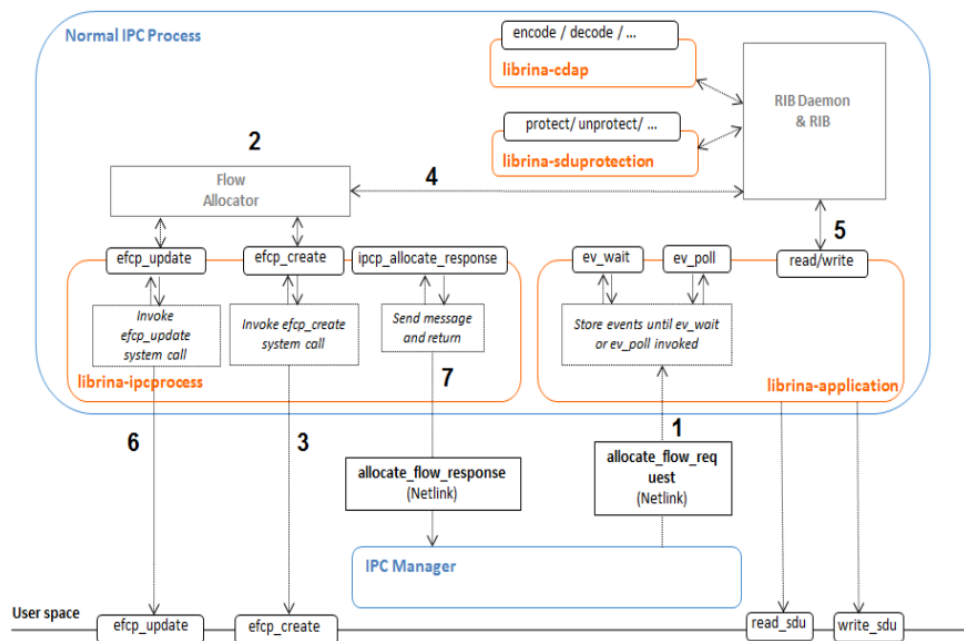 Normal IPC Process
encode / decode / ...
librina-cdap
RIB Daemon
& RIB
protect/ unprotect/ ...
librina-sduprotection
2
Flow
Allocator
4
5
efcp_update
efcp_create
ipcp_allocate_response
ev_wait
ev_poll
read/write
Invoke
efcp_update
system call
Invoke efcp_create
system call
Send message
and return
Store events until ev_wait
or ev_poll invoked
librina-ipcprocess
7
librina-application
6
3
1
allocate_flow_response
(Netlink)
allocate_flow_req
uest
(Netlink)
IPC Manager
User space
efcp_update
efcp_create
read_sdu
write_sdu